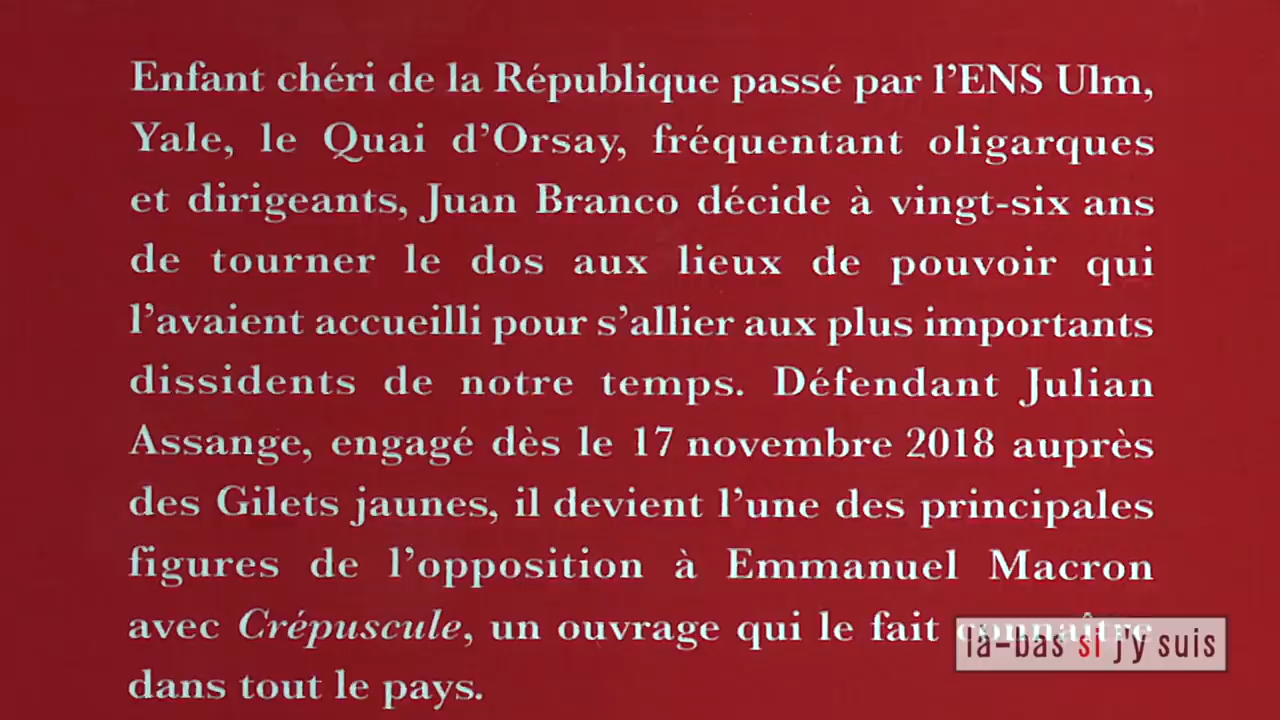 Enfant chéri de la République passé par l’ENS Ulm,
Yale, le Quai d’Orsay, fréquentant oligarques
et dirigeants, Juan Branco décide à vingt-six ans
de tourner le dos aux lieux de pouvoir qui
l’avaient accueilli pour s’allier aux plus importants
dissidents de notre temps. Défendant Julian
Assange, engagé dès le 17 novembre 2018 auprès
des Gilets jaunes, il devient l’une des principales
figures de l’opposition à Emmanuel Macron
avec Crépuscule, un ouvrage qui le fait connaître
dans tout le pays.
là-bas si j'y suis